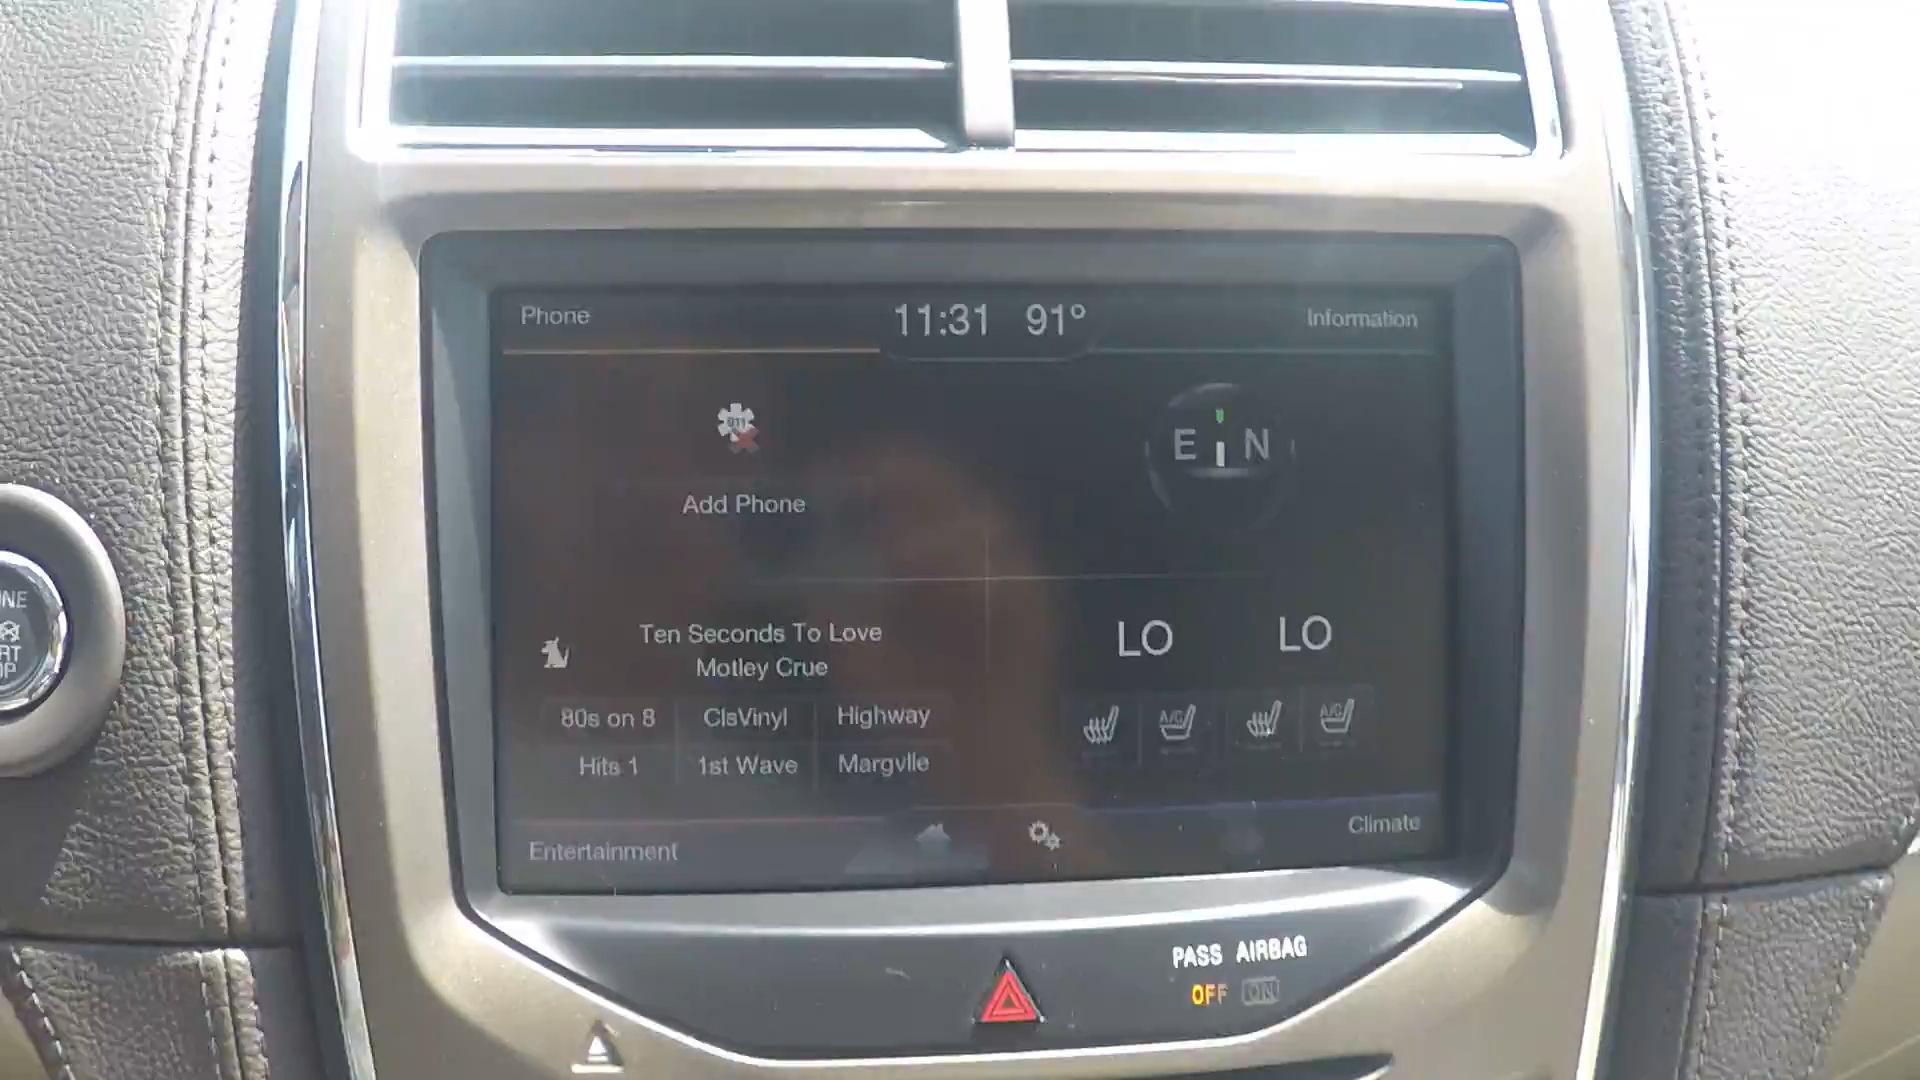 Phone
11:31 91°
Information
911
Add Phone
E N
Ten Seconds To Love
Motley Crue
LO LO
80s on 8 ClsVinyl Highway
Hits 1 1st Wave Margvlle
A/C A/C
Entertainment
Climate
PASS AIRBAG
OFF ON